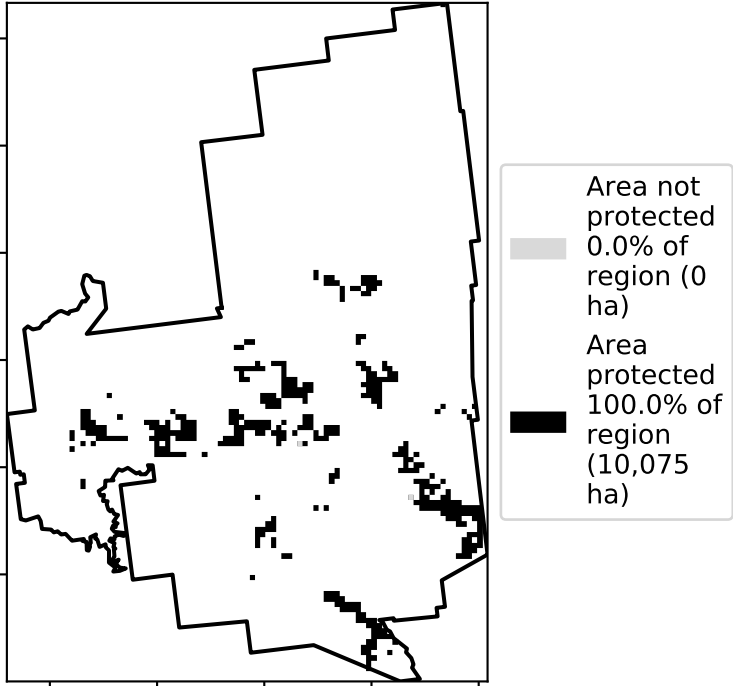 Area not
protected
0.0% of
region (0
ha)
Area
protected
100.0% of
region
(10,075
ha)